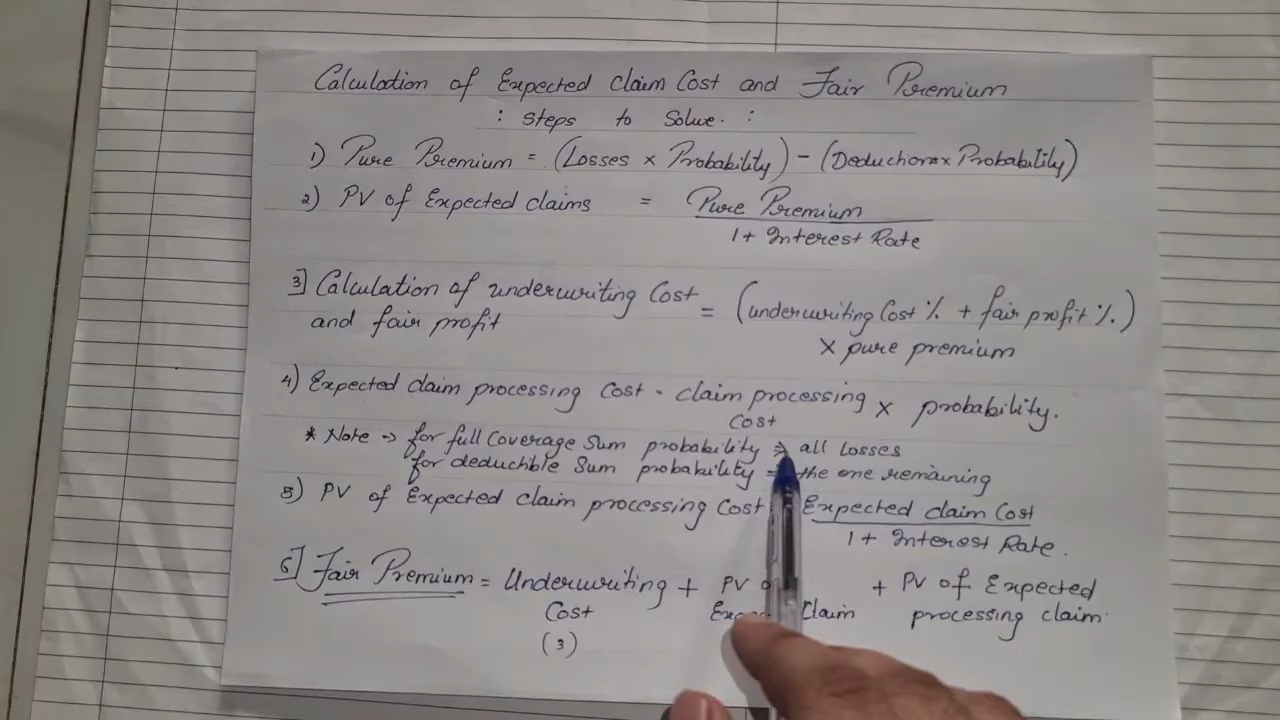 Calculation of Expected Claim Cost and Fair Premium
: Steps to Solve. :
1) Pure Premium = (Losses x Probability) - (Deductions x Probability)
2) PV of Expected claims = Pure Premium
1 + Interest Rate
3] Calculation of underwriting Cost and fair profit = (underwriting Cost % + fair profit %.)
x pure premium
4) Expected claim processing Cost - claim processing Cost x probability.
* Note -> for full Coverage Sum probability => all Losses
for deductible Sum probability = the one remaining
5) PV of Expected claim processing Cost Expected claim Cost
1 + Interest Rate.
6] Fair Premium = Underwriting Cost + PV Claim + PV of Expected processing claim.
(3)